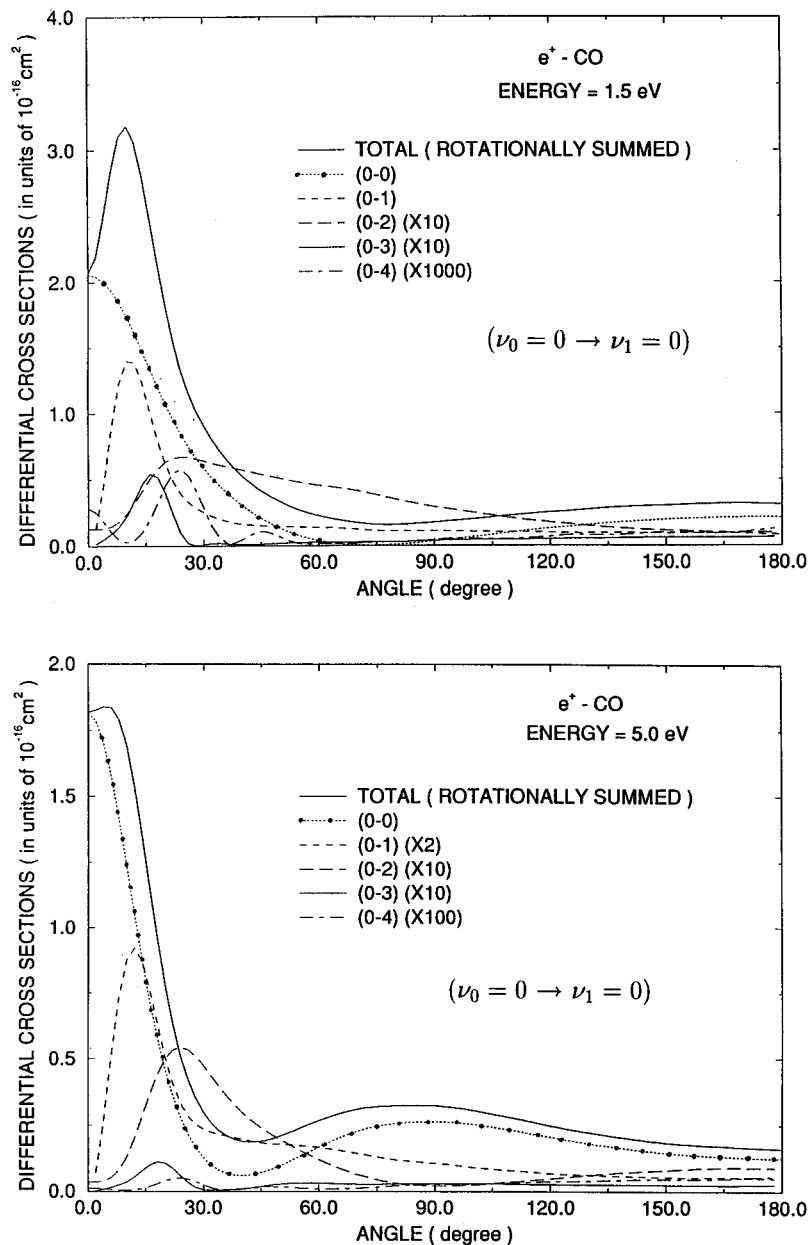 4.0
3.0
2.0
1.0
0.0
DIFFERENTIAL CROSS SECTIONS ( in units of 10⁻¹⁶cm² )
e⁺ - CO
ENERGY = 1.5 eV
TOTAL ( ROTATIONALLY SUMMED )
(0-0)
(0-1)
(0-2) (X10)
(0-3) (X10)
(0-4) (X1000)
(ν₀ = 0 → ν₁ = 0)
0.0 30.0 60.0 90.0 120.0 150.0 180.0
ANGLE ( degree )
2.0
1.5
1.0
0.5
0.0
DIFFERENTIAL CROSS SECTIONS ( in units of 10⁻¹⁶cm² )
e⁺ - CO
ENERGY = 5.0 eV
TOTAL ( ROTATIONALLY SUMMED )
(0-0)
(0-1) (X2)
(0-2) (X10)
(0-3) (X10)
(0-4) (X100)
(ν₀ = 0 → ν₁ = 0)
0.0 30.0 60.0 90.0 120.0 150.0 180.0
ANGLE ( degree )